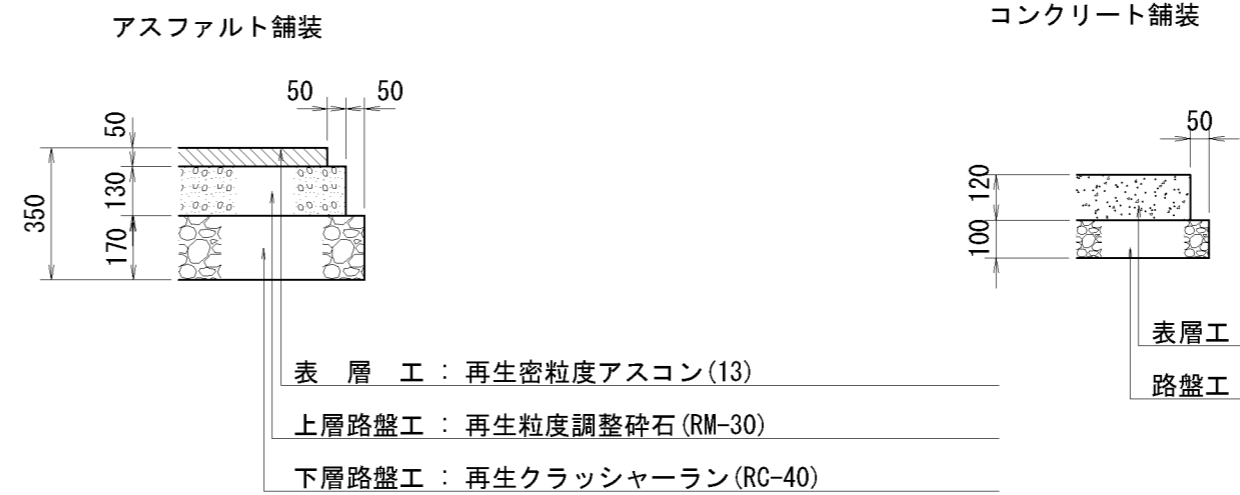 アスファルト舗装
50 50
50
130
170
350
表　層　工 ： 再生密粒度アスコン(13)
上層路盤工 ： 再生粒度調整砕石(RM-30)
下層路盤工 ： 再生クラッシャーラン(RC-40)
コンクリート舗装
50
120
100
表層工
路盤工